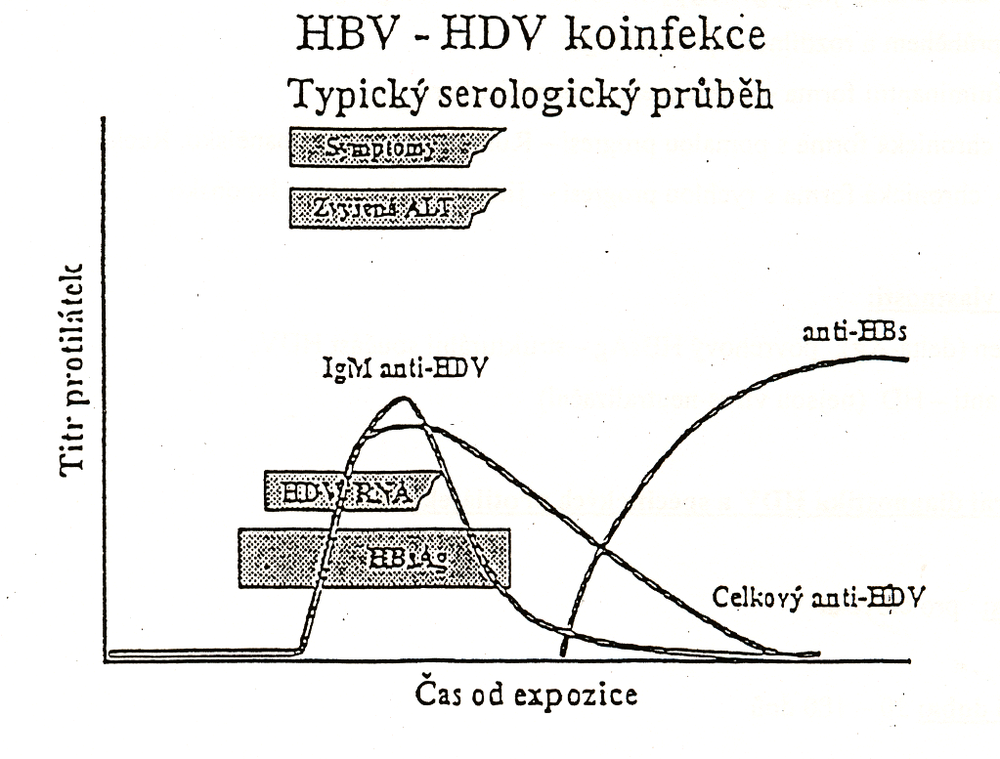 HBV - HDV koinfekce
Typický serologický průběh
Symptomy
Zvýšená ALT
anti-HBs
IgM anti-HDV
Titr protilátek
HDV RNA
HBsAg
Celkový anti-HDV
Čas od expozice